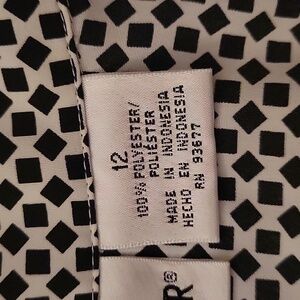 12
100% POLYESTER/
POLIÉSTER
MADE IN INDONESIA
HECHO EN INDONESIA
RN 93677
R®